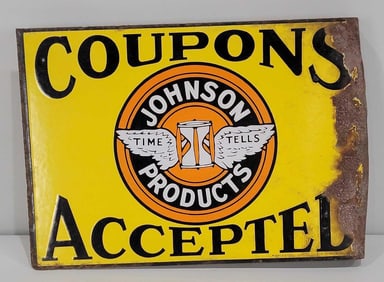 COUPONS
JOHNSON
TIME TELLS
PRODUCTS
ACCEPTED